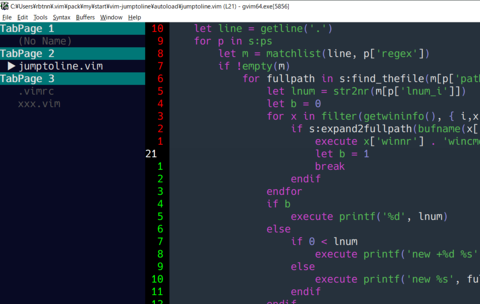 C:¥Users¥rbtnn¥.vim¥pack¥my¥start¥vim-jumptoline¥autoload¥jumptoline.vim (L21) - gvim64.exe[5856]
File Edit Tools Syntax Buffers Window Help
TabPage 1
(No Name)
TabPage 2
▶jumptoline.vim
TabPage 3
.vimrc
xxx.vim
10 let line = getline('.')
9 for p in s:ps
8 let m = matchlist(line, p['regex'])
7 if !empty(m)
6 for fullpath in s:find_thefile(m[p['pat
5 let lnum = str2nr(m[p['lnum_i']])
4 let b = 0
3 for x in filter(getwininfo(), { i,x
2 if s:expand2fullpath(bufname(x[
1 execute x['winnr'] . 'wincm
21 let b = 1
1 break
2 endif
3 endfor
4 if b
5 execute printf('%d', lnum)
6 else
7 if 0 < lnum
8 execute printf('new +%d %s'
9 else
10 execute printf('new %s', ful
11 endif
12 endif